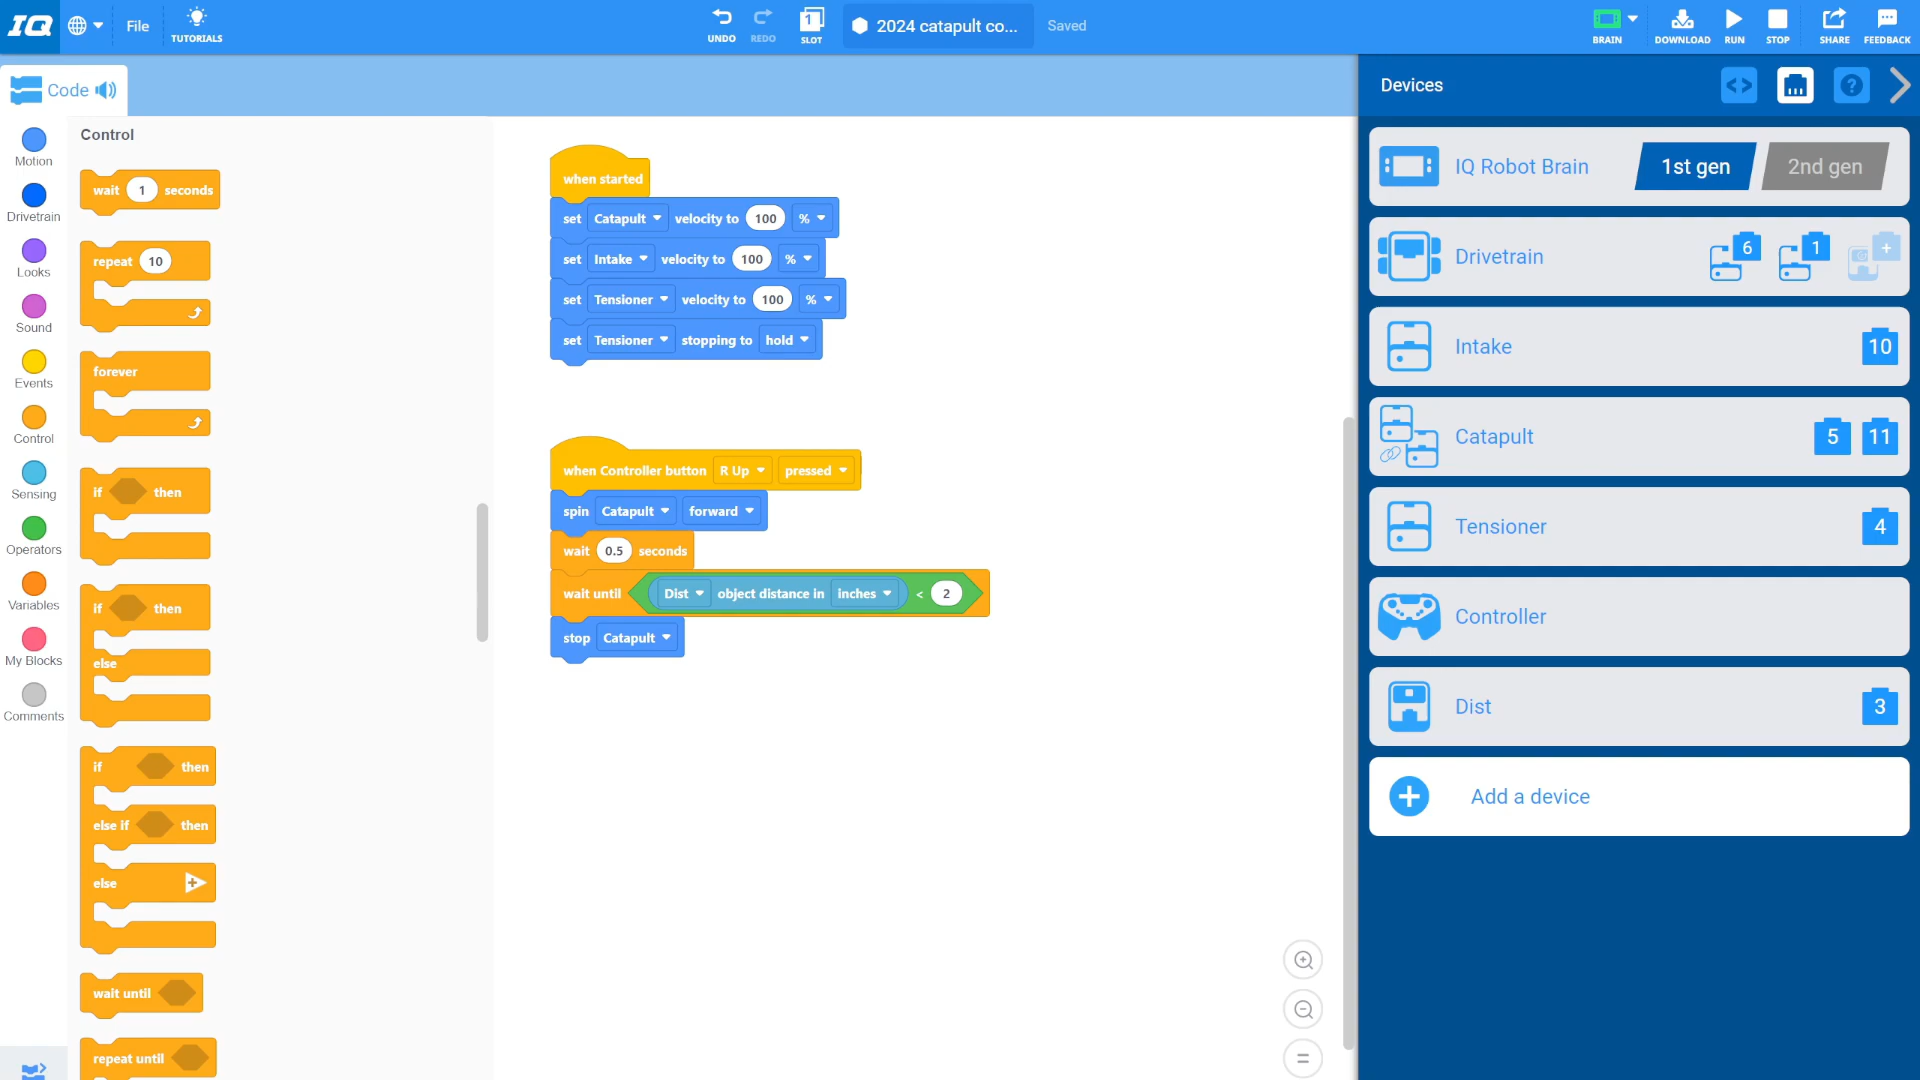 IQ File TUTORIALS UNDO REDO 1 SLOT 2024 catapult co... Saved BRAIN DOWNLOAD RUN STOP SHARE FEEDBACK
Code
Motion
Drivetrain
Looks
Sound
Events
Control
Sensing
Operators
Variables
My Blocks
Comments
Control
wait 1 seconds
repeat 10
forever
if then
if then
else
if then
else if then
else
wait until
repeat until
when started
set Catapult velocity to 100 %
set Intake velocity to 100 %
set Tensioner velocity to 100 %
set Tensioner stopping to hold
when Controller button R Up pressed
spin Catapult forward
wait 0.5 seconds
wait until Dist object distance in inches < 2
stop Catapult
Devices <> ?
IQ Robot Brain 1st gen 2nd gen
Drivetrain 6 1 +
Intake 10
Catapult 5 11
Tensioner 4
Controller
Dist 3
+ Add a device